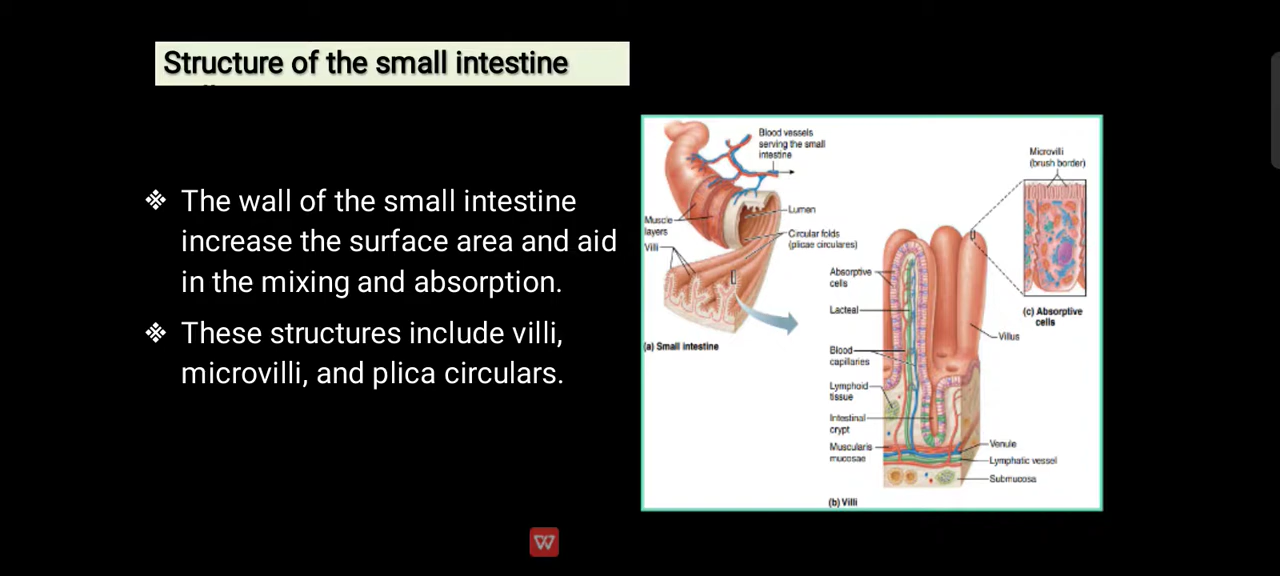 Structure of the small intestine
❖ The wall of the small intestine
increase the surface area and aid
in the mixing and absorption.
❖ These structures include villi,
microvilli, and plica circulars.
Blood vessels
serving the small
intestine
Muscle
layers
Villi
Lumen
Circular folds
(plicae circulares)
(a) Small intestine
Absorptive
cells
Lacteal
Blood
capillaries
Lymphoid
tissue
Intestinal
crypt
Muscularis
mucosae
Villus
Venule
Lymphatic vessel
Submucosa
(b) Villi
Microvilli
(brush border)
(c) Absorptive
cells
W